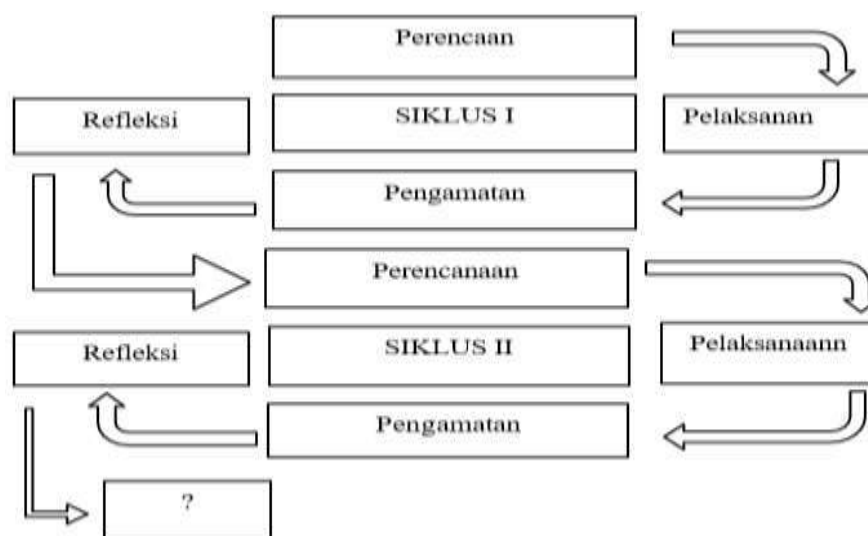 Perencaan
Refleksi
SIKLUS I
Pelaksanan
Pengamatan
Perencanaan
Refleksi
SIKLUS II
Pelaksanaann
Pengamatan
?